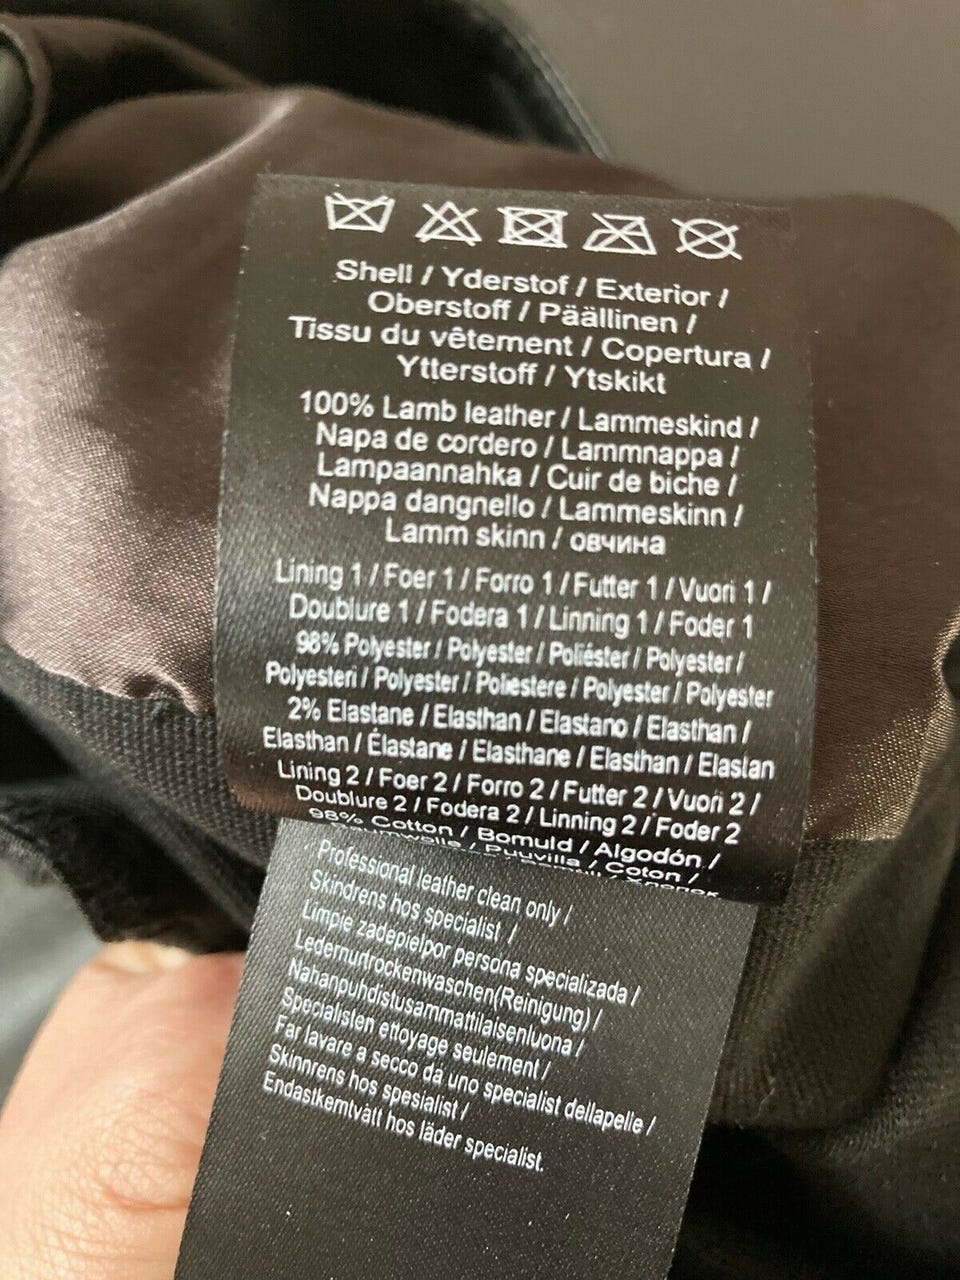 Shell / Yderstof / Exterior /
Oberstoff / Päällinen /
Tissu du vêtement / Copertura /
Ytterstoff / Ytskikt
100% Lamb leather / Lammeskind /
Napa de cordero / Lammnappa /
Lampaannahka / Cuir de biche /
Nappa dangnello / Lammeskinn /
Lamm skinn / овчина
Lining 1 / Foer 1 / Forro 1 / Futter 1 / Vuori 1 /
Doublure 1 / Fodera 1 / Linning 1 / Foder 1
98% Polyester / Polyester / Poliéster / Polyester /
Polyesteri / Polyester / Poliestere / Polyester / Polyester
2% Elastane / Elasthan / Elastano / Elasthan /
Elasthan / Élastane / Elasthane / Elasthan / Elastan
Lining 2 / Foer 2 / Forro 2 / Futter 2 / Vuori 2 /
Doublure 2 / Fodera 2 / Linning 2 / Foder 2
98% Cotton / Bomuld / Algodón /
/ Puuvilla / Coton /
Professional leather clean only /
Skindrens hos specialist /
Limpie zadepielpor persona specializada /
Ledernurtrockenwaschen(Reinigung) /
Nahanpuhdistusammattilaisenluona /
Specialisten ettoyage seulement /
Far lavare a secco da uno specialist dellapelle /
Skinnrens hos spesialist /
Endastkemtvätt hos läder specialist.